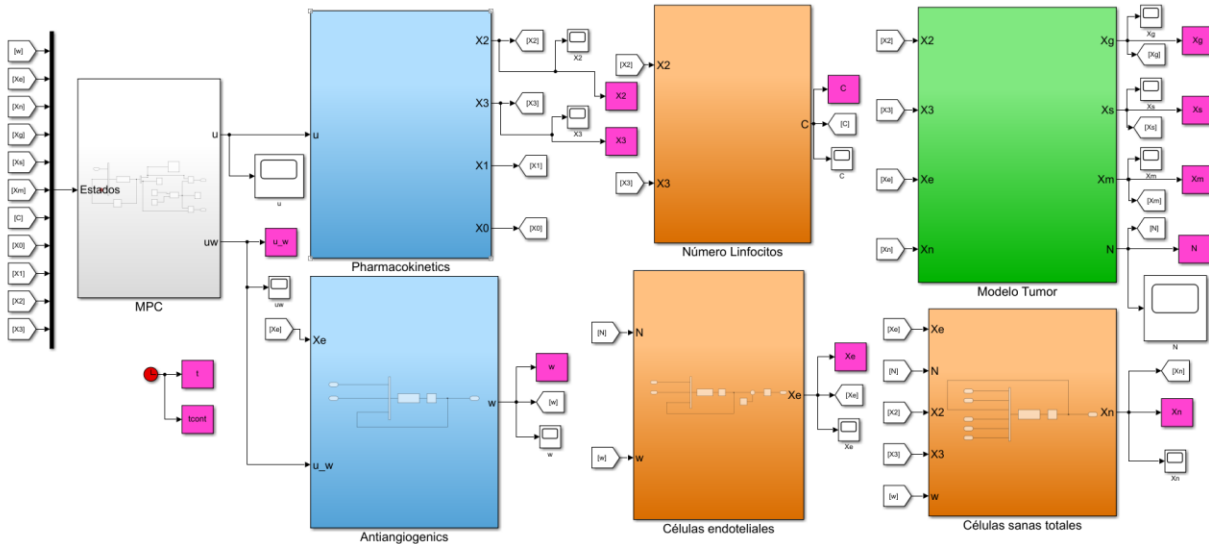 [w]
[Xe]
[Xn]
[Xg]
[Xs]
[Xm]
[C]
[X0]
[X1]
[X2]
[X3]
Estados
u
uw
MPC
u
u_w
uw
t
tcont
u
X2
X3
X1
X0
Pharmacokinetics
[X2]
X2
X2
[X3]
X3
X3
[X1]
[X0]
[Xe]
Xe
u_w
w
Antiangiogenics
w
[w]
w
[X2]
[X3]
X2
X3
C
Número Linfocitos
C
[C]
C
[N]
[w]
N
w
Xe
Células endoteliales
Xe
[Xe]
Xe
[X2]
[X3]
[Xe]
[Xn]
X2
X3
Xe
Xn
Xg
Xs
Xm
N
Modelo Tumor
Xg
Xg
[Xg]
Xs
Xs
[Xs]
Xm
Xm
[Xm]
[N]
N
N
[Xe]
[N]
[X2]
[X3]
[w]
Xe
N
X2
X3
w
Xn
Células sanas totales
[Xn]
Xn
Xn